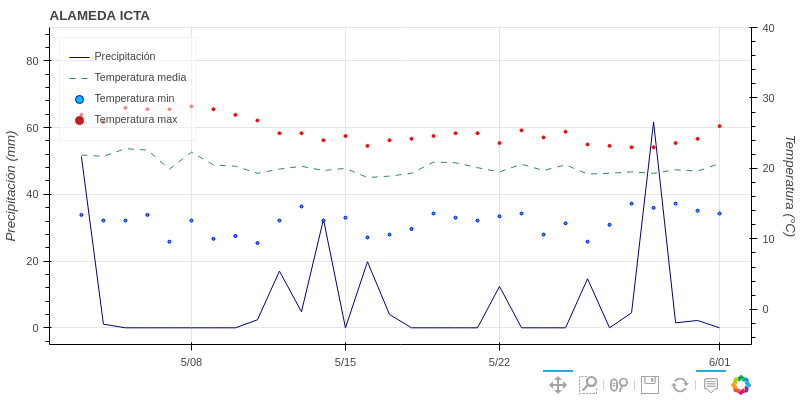 ALAMEDA ICTA
Precipitación
Temperatura media
Temperatura min
Temperatura max
Precipitación (mm)
80
60
40
20
0
40
30
20
10
0
Temperatura (°C)
5/08
5/15
5/22
6/01